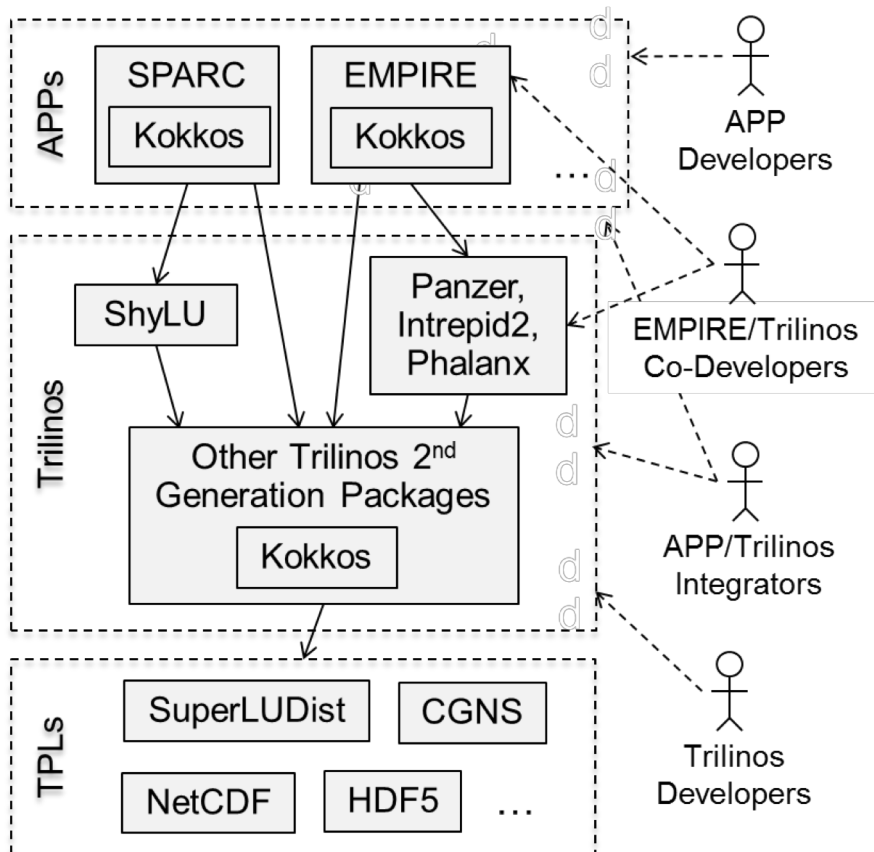 APPs
SPARC
Kokkos
EMPIRE
Kokkos
...
d
d
d
d
d
d
APP
Developers
Trilinos
ShyLU
Panzer,
Intrepid2,
Phalanx
EMPIRE/Trilinos
Co-Developers
Other Trilinos 2nd
Generation Packages
Kokkos
d
d
d
d
APP/Trilinos
Integrators
TPLs
SuperLUDist
CGNS
NetCDF
HDF5
...
Trilinos
Developers